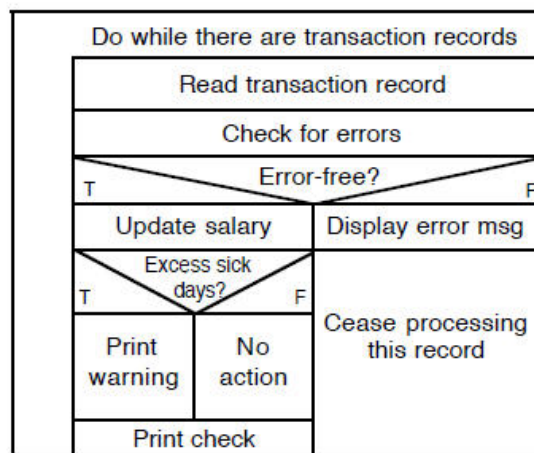 Do while there are transaction records
Read transaction record
Check for errors
Error-free?
T
F
Update salary
Display error msg
Excess sick
days?
T
F
Cease processing
this record
Print
warning
No
action
Print check